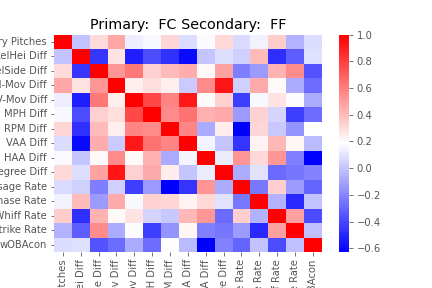 Primary:  FC Secondary:  FF
ry Pitches
elHei Diff
elSide Diff
H-Mov Diff
V-Mov Diff
MPH Diff
RPM Diff
VAA Diff
HAA Diff
egree Diff
sage Rate
hase Rate
Whiff Rate
trike Rate
wOBAcon
1.0
0.8
0.6
0.4
0.2
0.0
−0.2
−0.4
−0.6
itches
ei Diff
e Diff
v Diff
ov Diff
H Diff
M Diff
A Diff
A Diff
ee Diff
e Rate
e Rate
f Rate
e Rate
BAcon